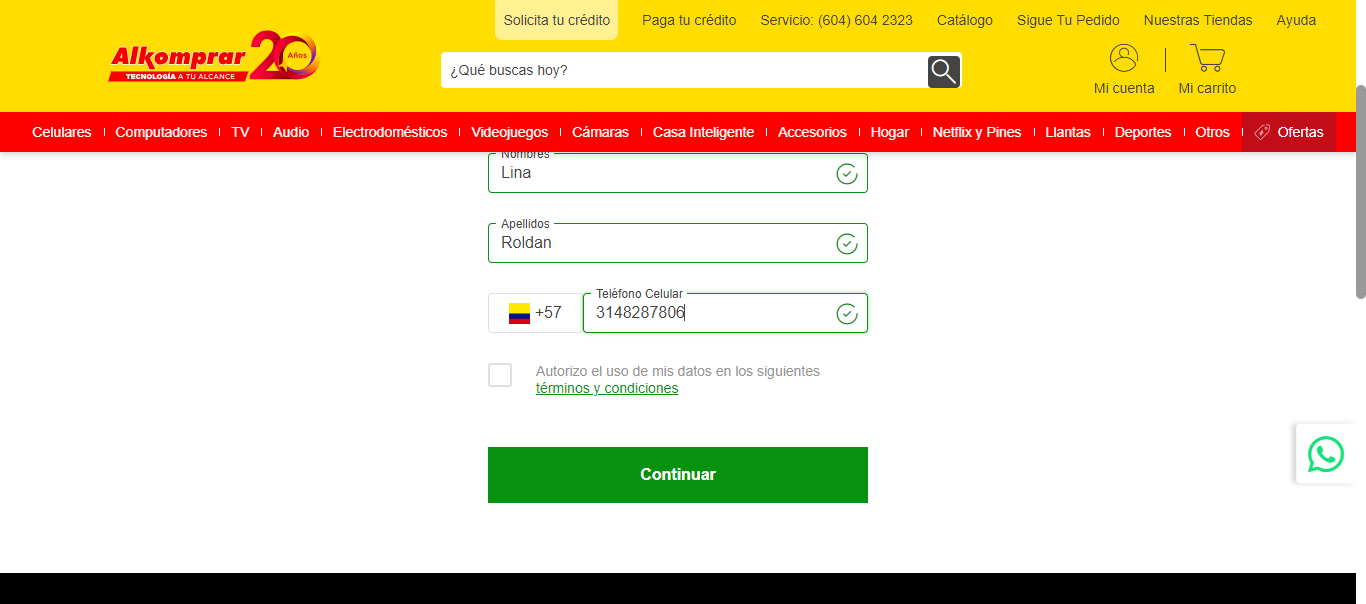 Solicita tu crédito Paga tu crédito Servicio: (604) 604 2323 Catálogo Sigue Tu Pedido Nuestras Tiendas Ayuda
Alkomprar 20 Años
TECNOLOGÍA A TU ALCANCE
¿Qué buscas hoy?
Mi cuenta Mi carrito
Celulares Computadores TV Audio Electrodomésticos Videojuegos Cámaras Casa Inteligente Accesorios Hogar Netflix y Pines Llantas Deportes Otros Ofertas
Nombres
Lina
Apellidos
Roldan
Teléfono Celular
+57 3148287806
Autorizo el uso de mis datos en los siguientes
términos y condiciones
Continuar